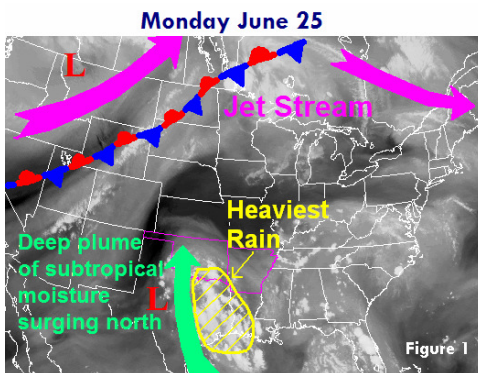 Monday June 25
L
Jet Stream
Heaviest
Rain
Deep plume
of subtropical
moisture
surging north
L
Figure 1